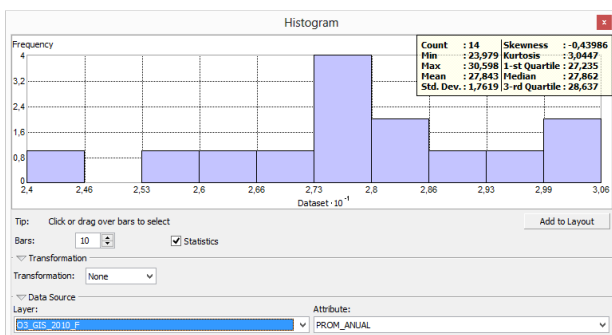 Histogram
x
Frequency
Count : 14 Skewness : -0,43986
Min : 23,979 Kurtosis : 3,0447
Max : 30,598 1-st Quartile : 27,235
Mean : 27,843 Median : 27,862
Std. Dev. : 1,7619 3-rd Quartile : 28,637
4
3,2
2,4
1,6
0,8
0
2,4 2,46 2,53 2,6 2,66 2,73 2,8 2,86 2,93 2,99 3,06
Dataset · 10⁻¹
Tip: Click or drag over bars to select Add to Layout
Bars: 10 Statistics
Transformation
Transformation: None
Data Source
Layer: Attribute:
O3_GIS_2010_F PROM_ANUAL